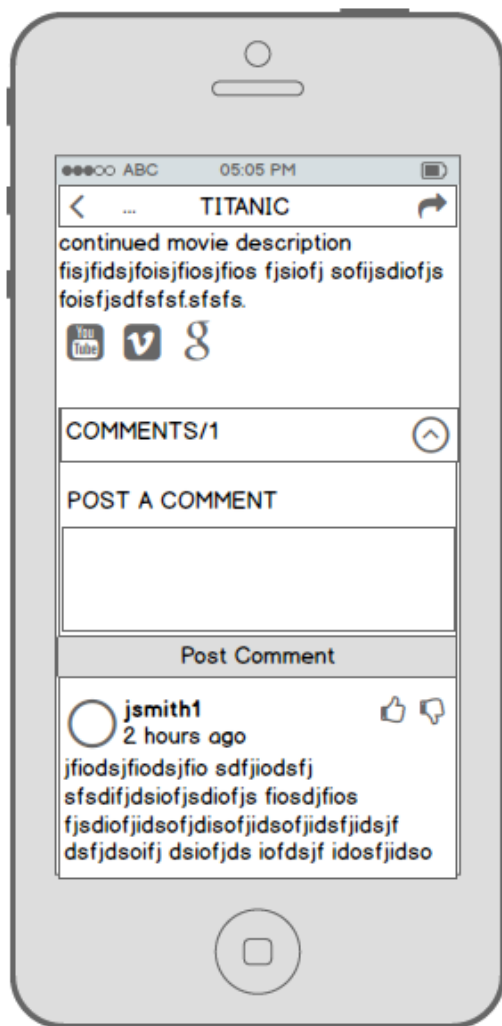 ABC 05:05 PM
... TITANIC
continued movie description
fisjfidsjfoisjfiosjfios fjsiofj sofijsdiofjs
foisfjsdfsfsf.sfsfs.
You
Tube
g
COMMENTS/1
POST A COMMENT
Post Comment
jsmith1
2 hours ago
jfiodsjfiodsjfio sdfjiodsfj
sfsdifjdsiofjsdiofjs fiosdjfios
fjsdiofjidsofjdisofjidsofjidsfjidsjf
dsfjdsoifj dsiofjds iofdsjf idosfjidso